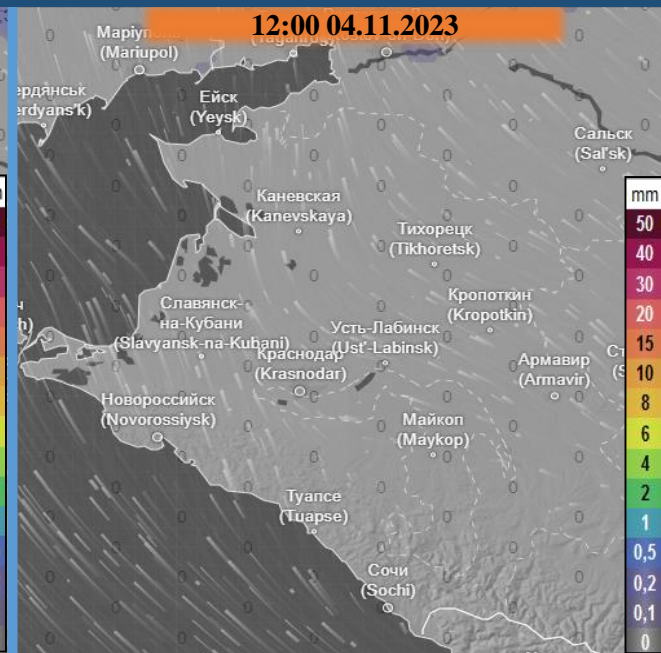 12:00 04.11.2023
(Mariupol)
Ейск
(Yeysk)
Сальск
(Sal'sk)
Каневская
(Kanevskaya)
Тихорецк
(Tikhoretsk)
Славянск-
на-Кубани
(Slavyansk-na-Kubani)
Кропоткин
(Kropotkin)
Усть-Лабинск
(Ust'-Labinsk)
Краснодар
(Krasnodar)
Армавир
(Armavir)
Новороссийск
(Novorossiysk)
Майкоп
(Maykop)
Туапсе
(Tuapse)
Сочи
(Sochi)
mm
50
40
30
20
15
10
8
6
4
2
1
0,5
0,2
0,1
0